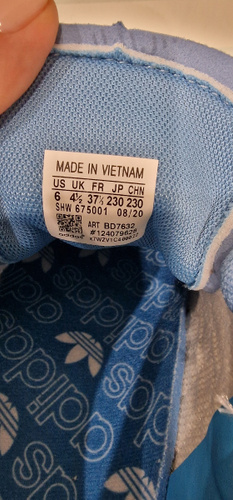 MADE IN VIETNAM
US UK FR JP CHN
6 4½ 37⅓ 230 230
SHW 675001 08/20
ART BD7632
adidas
adidas
adidas
adidas